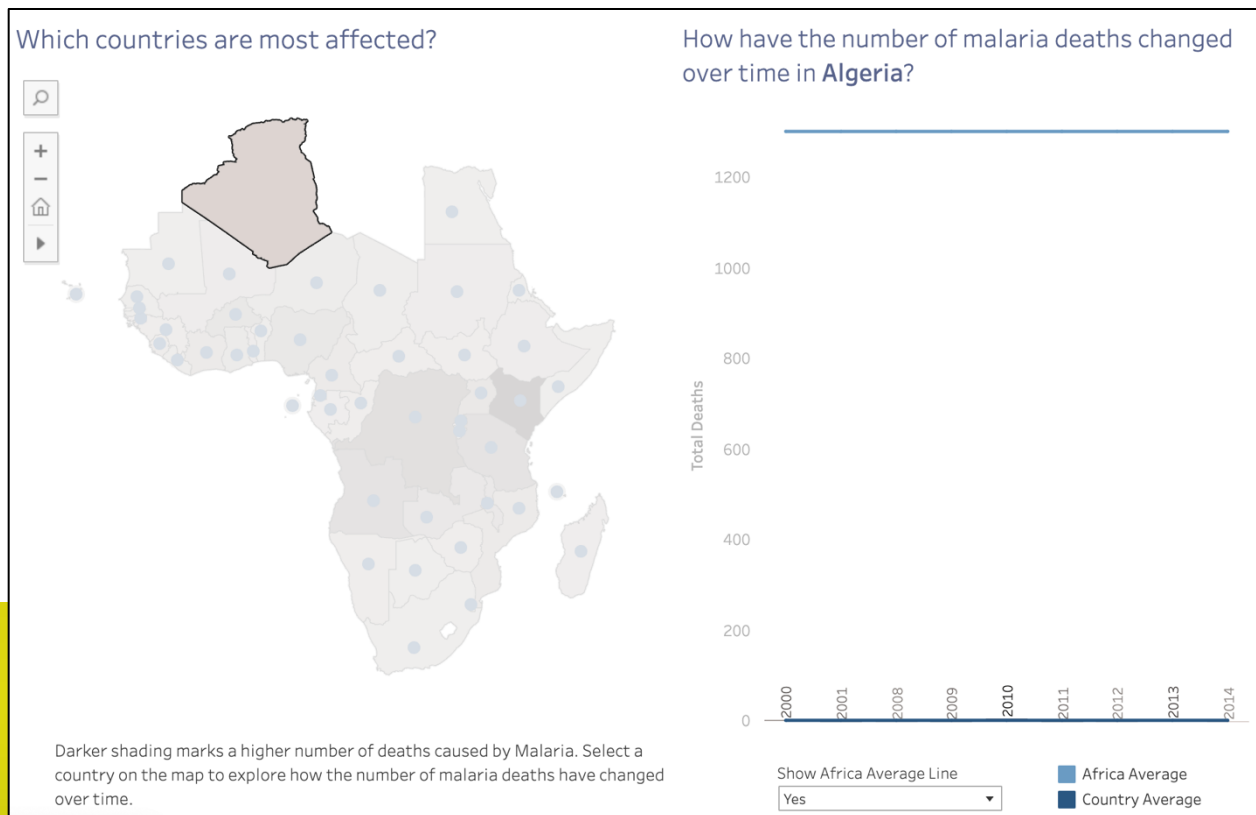 Which countries are most affected?
How have the number of malaria deaths changed
over time in Algeria?
1200
1000
800
600
400
200
0
Total Deaths
2000
2001
2008
2009
2010
2011
2012
2013
2014
Darker shading marks a higher number of deaths caused by Malaria. Select a
country on the map to explore how the number of malaria deaths have changed
over time.
Show Africa Average Line
Yes
Africa Average
Country Average